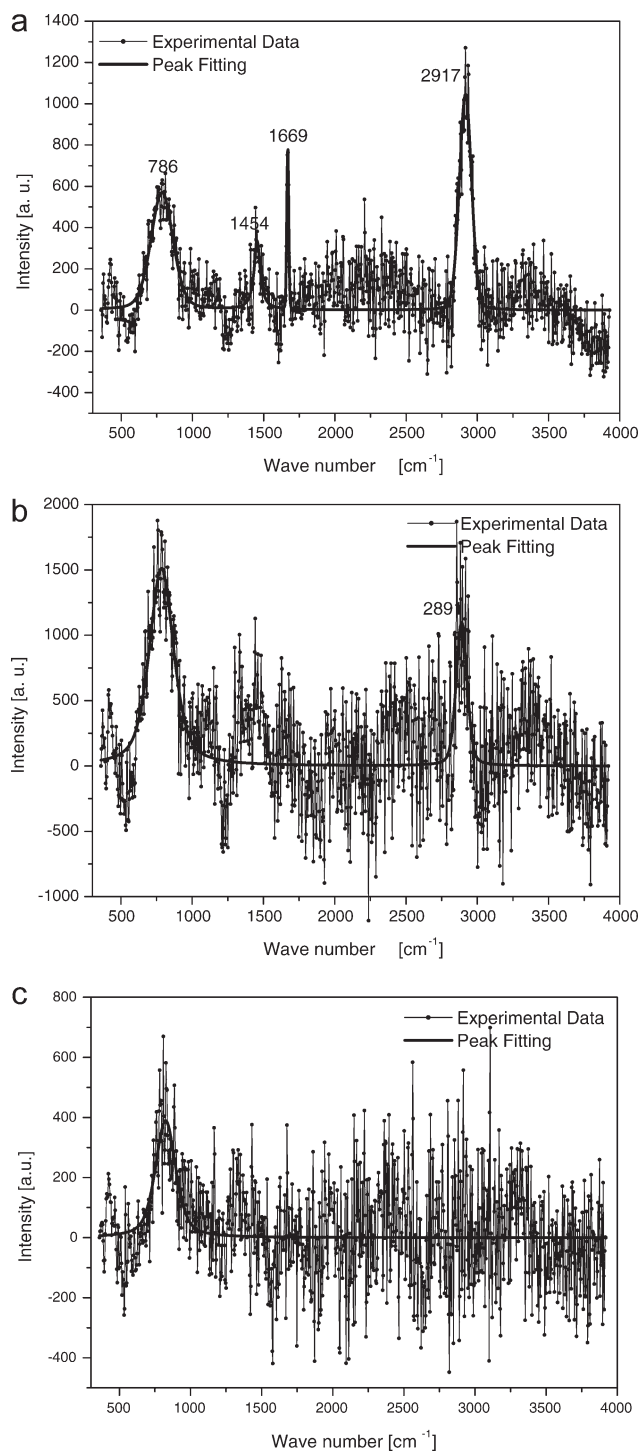 a
1400
1200
1000
800
600
400
200
0
-200
-400
Experimental Data
Peak Fitting
2917
1669
786
1454
Intensity [a. u.]
500 1000 1500 2000 2500 3000 3500 4000
Wave number [cm-1]
b
2000
1500
1000
500
0
-500
-1000
Experimental Data
Peak Fitting
2891
Intensity [a. u.]
500 1000 1500 2000 2500 3000 3500 4000
Wave number [cm-1]
c
800
600
400
200
0
-200
-400
Experimental Data
Peak Fitting
Intensity [a.u.]
500 1000 1500 2000 2500 3000 3500 4000
Wave number [cm -1]